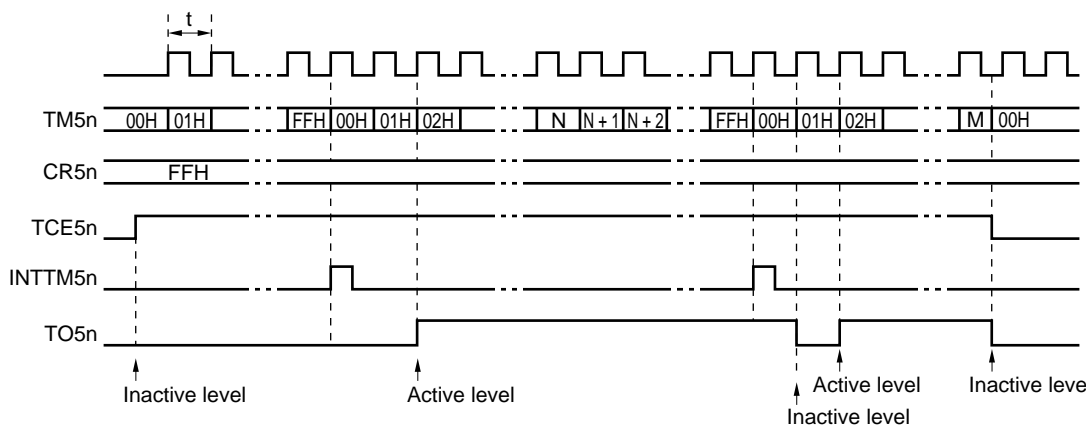 t
TM5n 00H 01H FFH 00H 01H 02H N N + 1 N + 2 FFH 00H 01H 02H M 00H
CR5n FFH
TCE5n
INTTM5n
TO5n
Inactive level Active level Active level Inactive leve
Inactive level